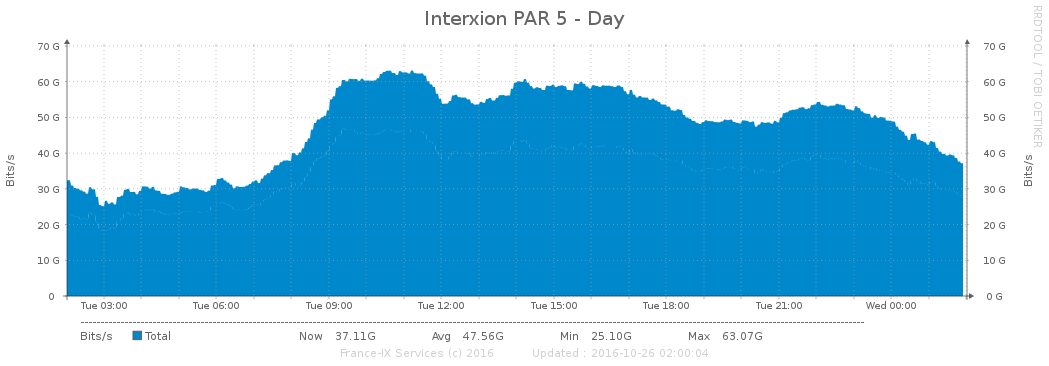 Interxion PAR 5 - Day
RRDTOOL / TOBI OETIKER
Bits/s
Bits/s
70 G 70 G
60 G 60 G
50 G 50 G
40 G 40 G
30 G 30 G
20 G 20 G
10 G 10 G
0 0 G
Tue 03:00 Tue 06:00 Tue 09:00 Tue 12:00 Tue 15:00 Tue 18:00 Tue 21:00 Wed 00:00
Bits/s Total Now 37.11G Avg 47.56G Min 25.10G Max 63.07G
France-IX Services (c) 2016 Updated : 2016-10-26 02:00:04